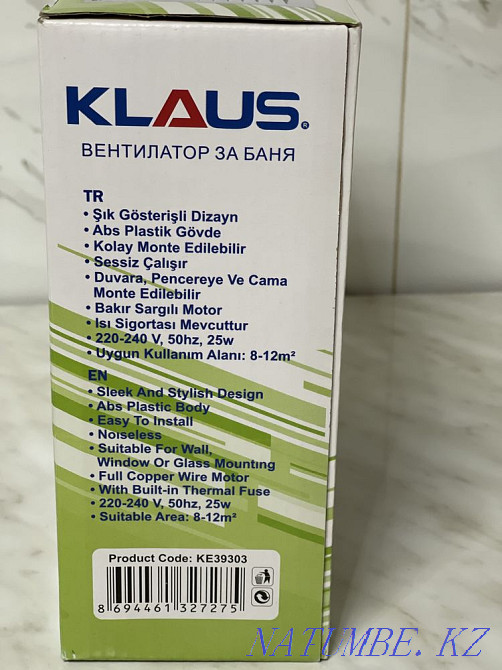 KLAUS®
ВЕНТИЛАТОР ЗА БАНЯ
TR
• Şık Gösterişli Dizayn
• Abs Plastik Gövde
• Kolay Monte Edilebilir
• Sessiz Çalışır
• Duvara, Pencereye Ve Cama
Monte Edilebilir
• Bakır Sargılı Motor
• Isı Sigortası Mevcuttur
• 220-240 V, 50hz, 25w
• Uygun Kullanım Alanı: 8-12m²
EN
• Sleek And Stylish Design
• Abs Plastic Body
• Easy To Install
• Noıseless
• Suitable For Wall,
Window Or Glass Mountıng
• Full Copper Wire Motor
• With Built-in Thermal Fuse
• 220-240 V, 50hz, 25w
• Suitable Area: 8-12m²
Product Code: KE39303
8 694461 327275
NATUMBE. KZ